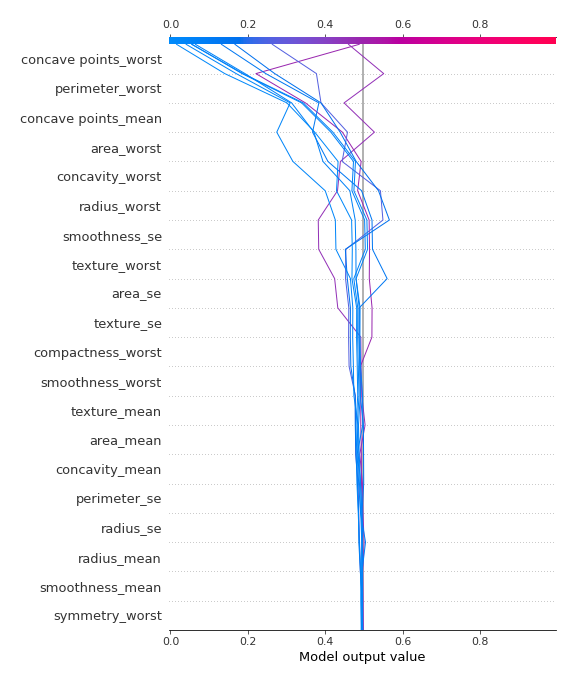 0.0 0.2 0.4 0.6 0.8
concave points_worst
perimeter_worst
concave points_mean
area_worst
concavity_worst
radius_worst
smoothness_se
texture_worst
area_se
texture_se
compactness_worst
smoothness_worst
texture_mean
area_mean
concavity_mean
perimeter_se
radius_se
radius_mean
smoothness_mean
symmetry_worst
0.0 0.2 0.4 0.6 0.8
Model output value